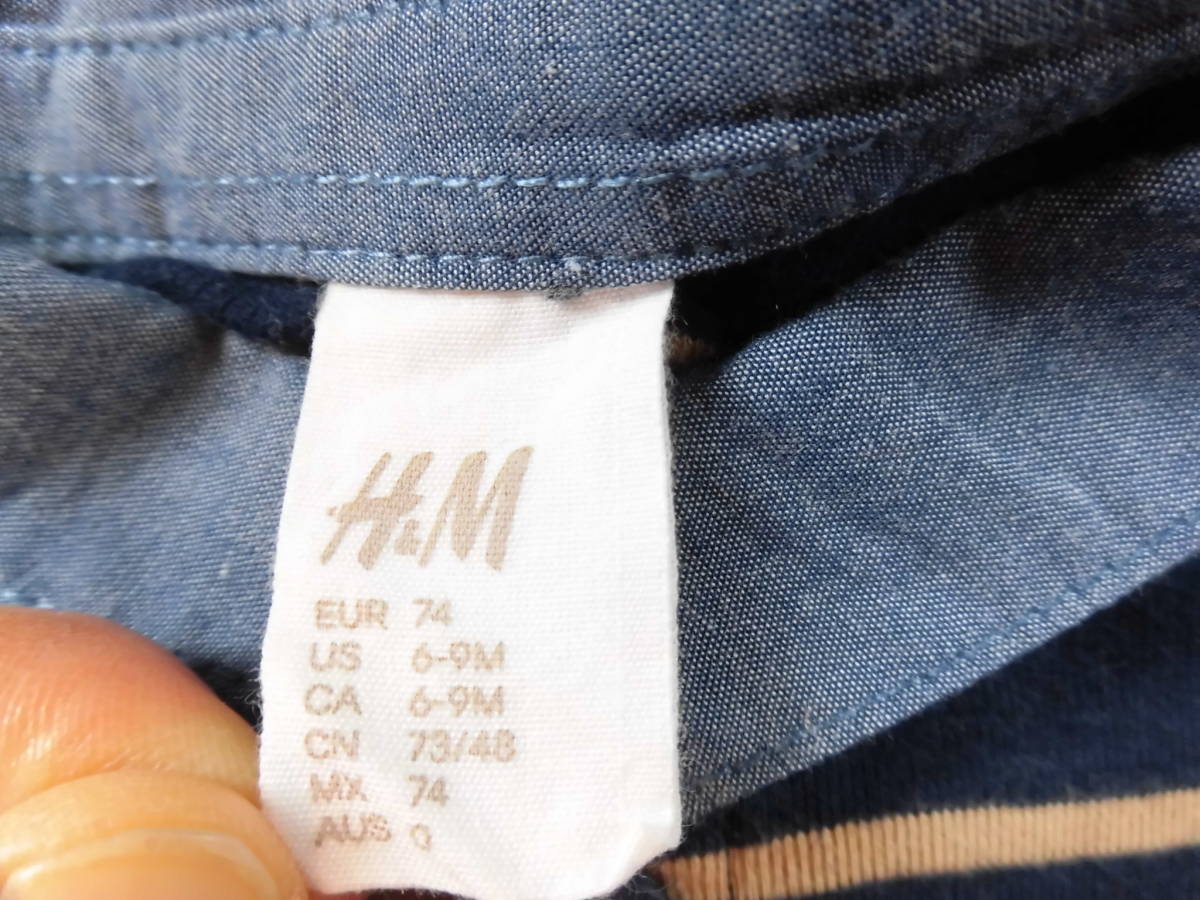 H&M
EUR 74
US 6-9M
CA 6-9M
CN 73/48
MX 74
AUS 0